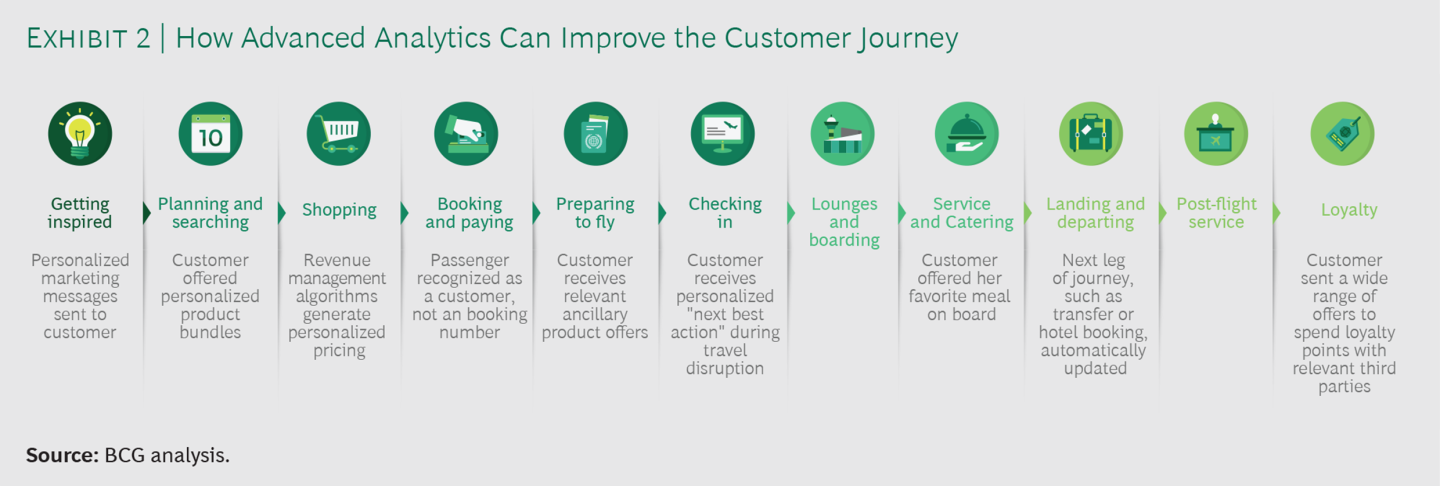 EXHIBIT 2 | How Advanced Analytics Can Improve the Customer Journey
10
Getting
inspired
Personalized
marketing
messages
sent to
customer
Planning and
searching
Customer
offered
personalized
product
bundles
Shopping
Revenue
management
algorithms
generate
personalized
pricing
Booking
and paying
Passenger
recognized as
a customer,
not an booking
number
Preparing
to fly
Customer
receives
relevant
ancillary
product offers
Checking
in
Customer
receives
personalized
"next best
action" during
travel
disruption
Lounges
and
boarding
Service
and Catering
Customer
offered her
favorite meal
on board
Landing and
departing
Next leg
of journey,
such as
transfer or
hotel booking,
automatically
updated
Post-flight
service
Loyalty
Customer
sent a wide
range of
offers to
spend loyalty
points with
relevant third
parties
Source: BCG analysis.